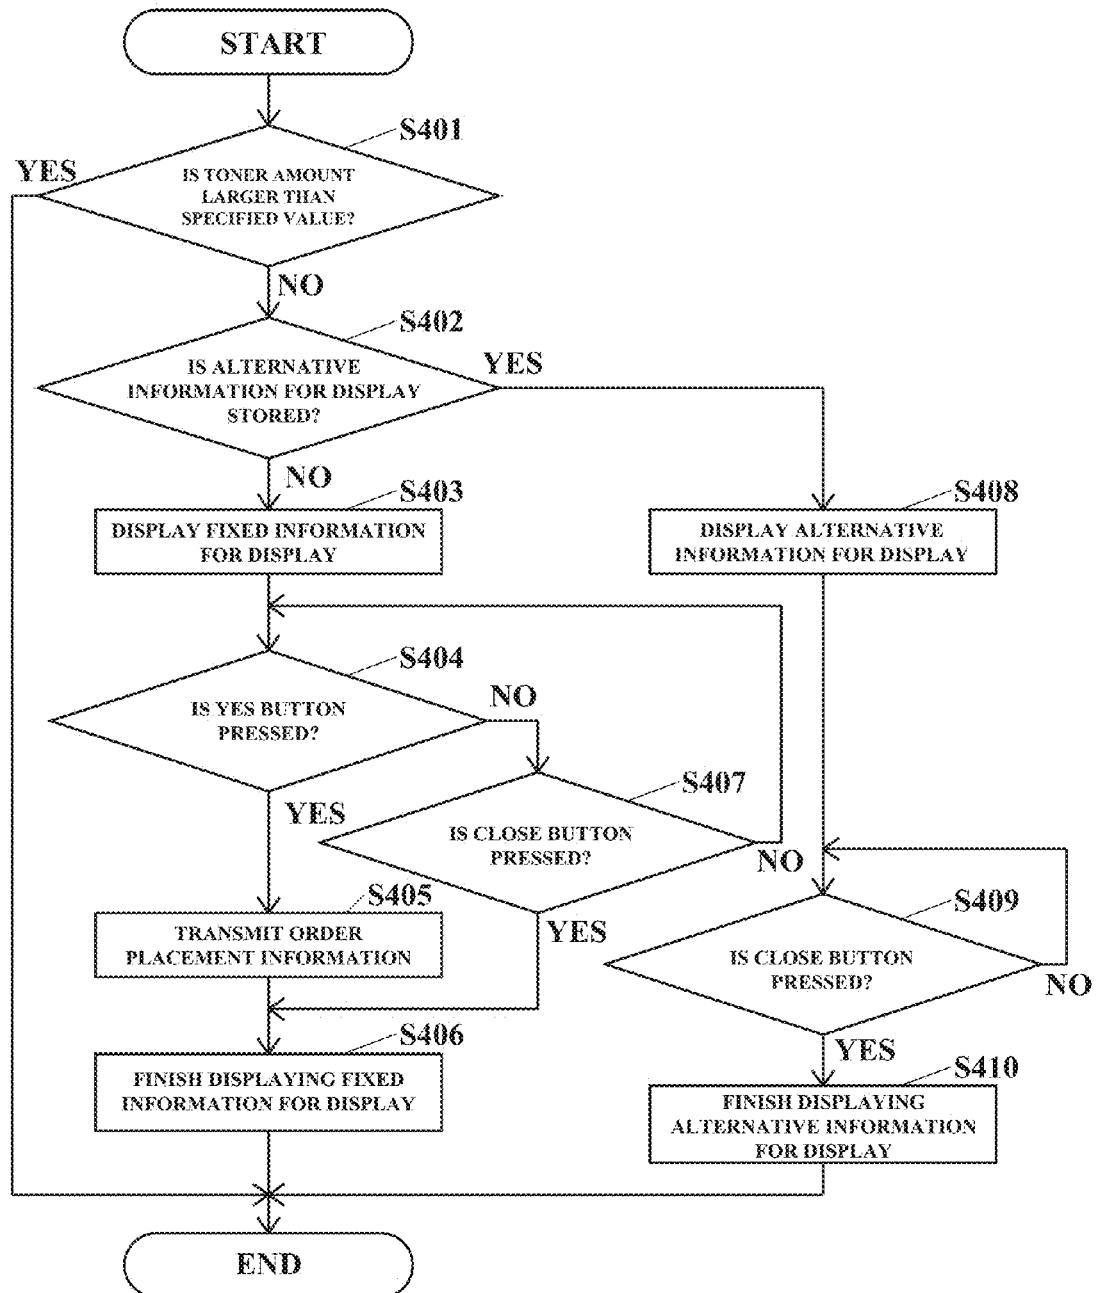 START
S401
YES
IS TONER AMOUNT
LARGER THAN
SPECIFIED VALUE?
NO
S402
YES
IS ALTERNATIVE
INFORMATION FOR DISPLAY
STORED?
NO
S403
DISPLAY FIXED INFORMATION
FOR DISPLAY
S408
DISPLAY ALTERNATIVE
INFORMATION FOR DISPLAY
S404
NO
IS YES BUTTON
PRESSED?
YES
S407
IS CLOSE BUTTON
PRESSED?
NO
YES
S405
TRANSMIT ORDER
PLACEMENT INFORMATION
S409
IS CLOSE BUTTON
PRESSED?
NO
YES
S406
FINISH DISPLAYING FIXED
INFORMATION FOR DISPLAY
S410
FINISH DISPLAYING
ALTERNATIVE INFORMATION
FOR DISPLAY
END